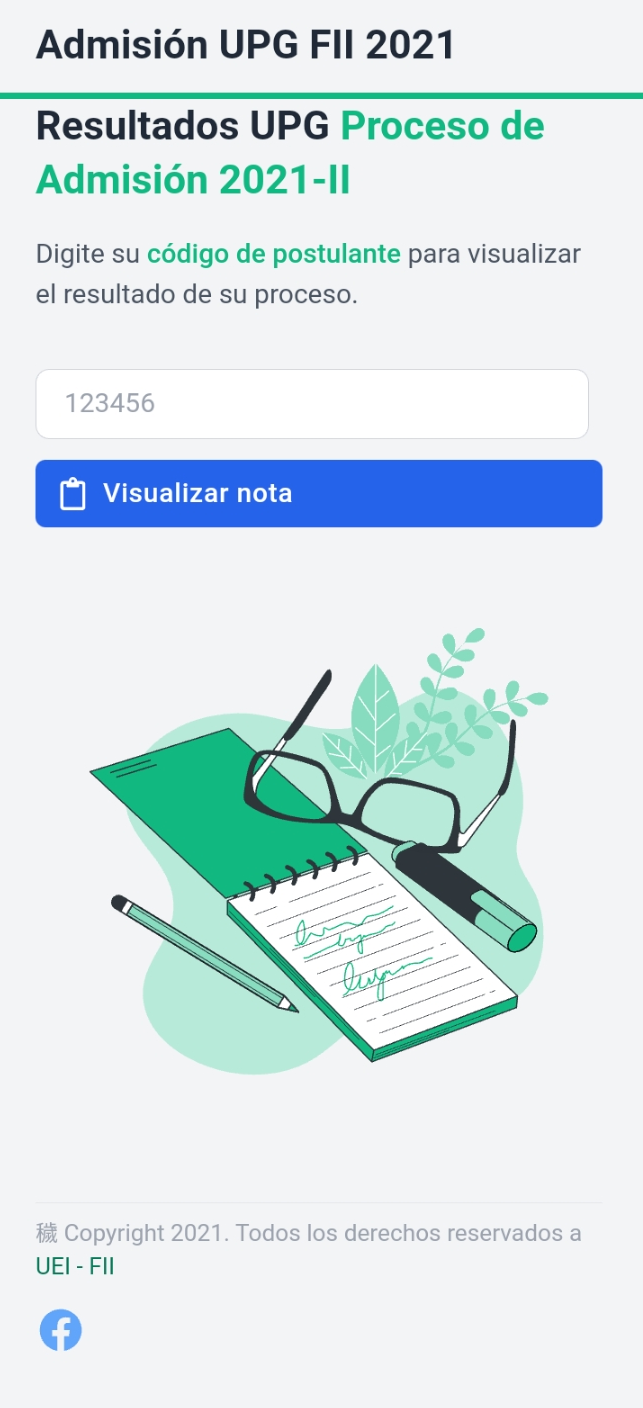 Admisión UPG FII 2021
Resultados UPG Proceso de
Admisión 2021-II
Digite su código de postulante para visualizar
el resultado de su proceso.
123456
Visualizar nota
穢 Copyright 2021. Todos los derechos reservados a
UEI - FII